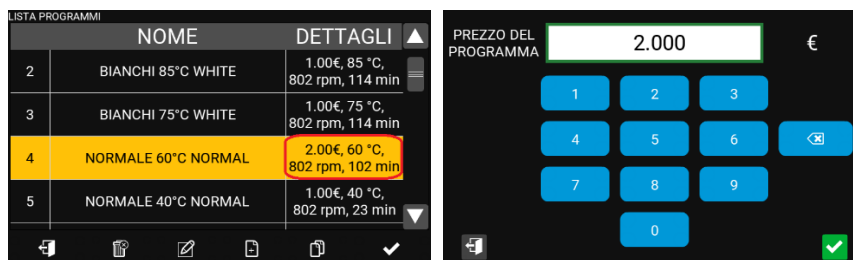 LISTA PROGRAMMI
NOME DETTAGLI
2 BIANCHI 85°C WHITE 1.00€, 85 °C,
802 rpm, 114 min
3 BIANCHI 75°C WHITE 1.00€, 75 °C,
802 rpm, 114 min
4 NORMALE 60°C NORMAL 2.00€, 60 °C,
802 rpm, 102 min
5 NORMALE 40°C NORMAL 1.00€, 40 °C,
802 rpm, 23 min
PREZZO DEL
PROGRAMMA
2.000 €
1 2 3
4 5 6
7 8 9
0